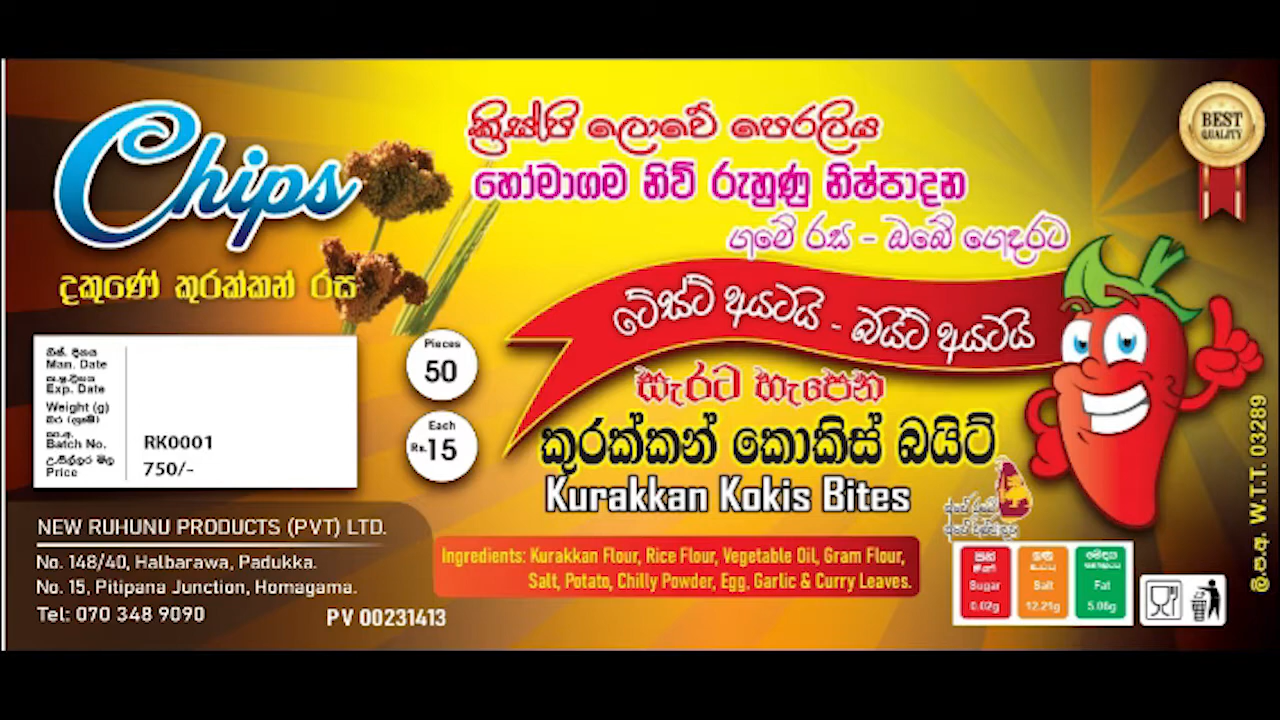 Chips
දකුණේ කුරක්කන් රස
ක්‍රිස්පි ලොවේ පෙරලිය
හෝමාගම නිව් රුහුණු නිෂ්පාදන
ගුමේ රස - ඔබේ ගෙදරට
BEST
QUALITY
ටේස්ට් අයටයි - බයිට් අයටයි
සැරට හැපෙන
කුරක්කන් කොකිස් බයිට්
Kurakkan Kokis Bites
නිෂ්. දිනය
Man. Date
Exp. Date
Weight (g)
බර (ග්‍රෑම්)
Batch No. RK0001
උ.සිල්ලර මිල
Price 750/-
Pieces
50
Each
Rs. 15
NEW RUHUNU PRODUCTS (PVT) LTD.
No. 148/40, Halbarawa, Padukka.
No. 15, Pitipana Junction, Homagama.
Tel: 070 348 9090
PV 00231413
Ingredients: Kurakkan Flour, Rice Flour, Vegetable Oil, Gram Flour,
Salt, Potato, Chilly Powder, Egg, Garlic & Curry Leaves.
Sugar
0.02g
Salt
12.21g
Fat
5.06g
ලි.ප.අ. W.T.T. 03289